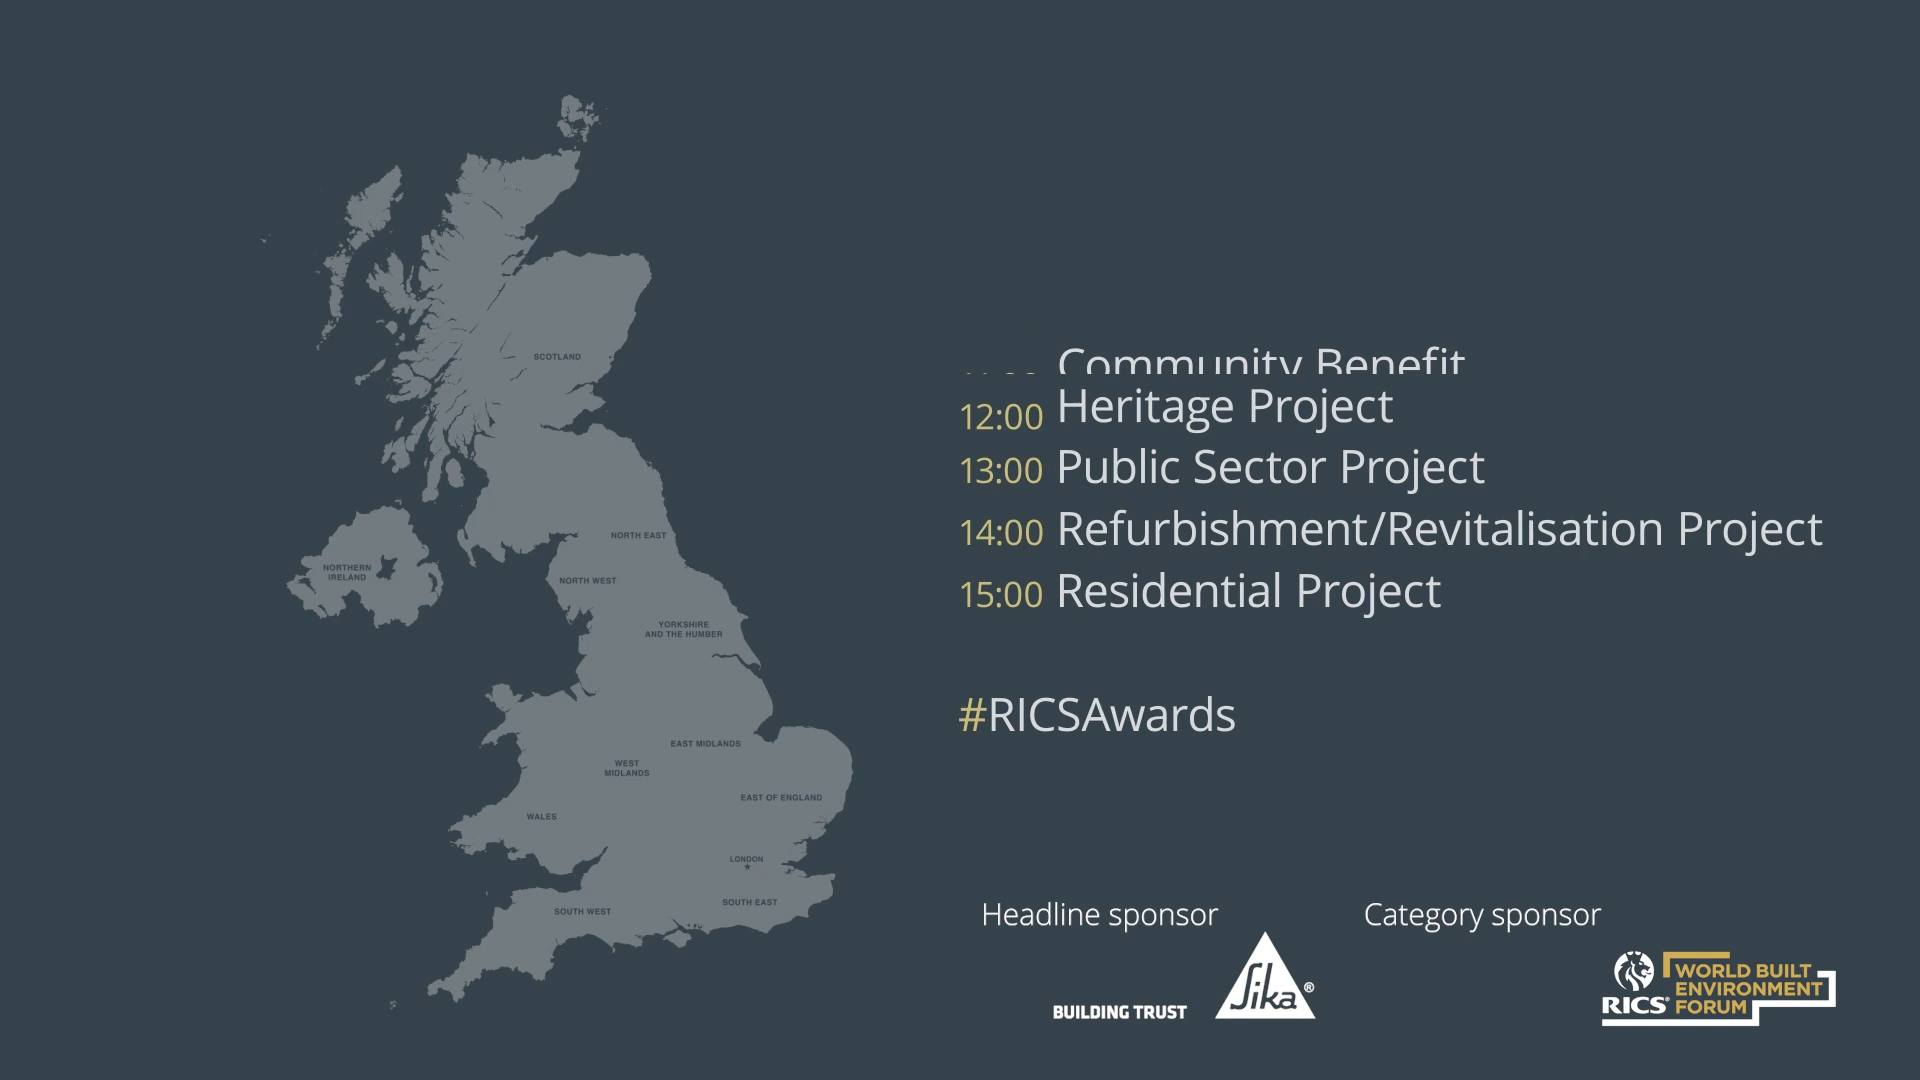 SCOTLAND
NORTH EAST
NORTHERN
IRELAND
NORTH WEST
YORKSHIRE
AND THE HUMBER
EAST MIDLANDS
WEST
MIDLANDS
EAST OF ENGLAND
WALES
LONDON
SOUTH EAST
SOUTH WEST
Community Benefit
12:00 Heritage Project
13:00 Public Sector Project
14:00 Refurbishment/Revitalisation Project
15:00 Residential Project
#RICSAwards
Headline sponsor
BUILDING TRUST
Sika®
Category sponsor
RICS®
WORLD BUILT
ENVIRONMENT
FORUM